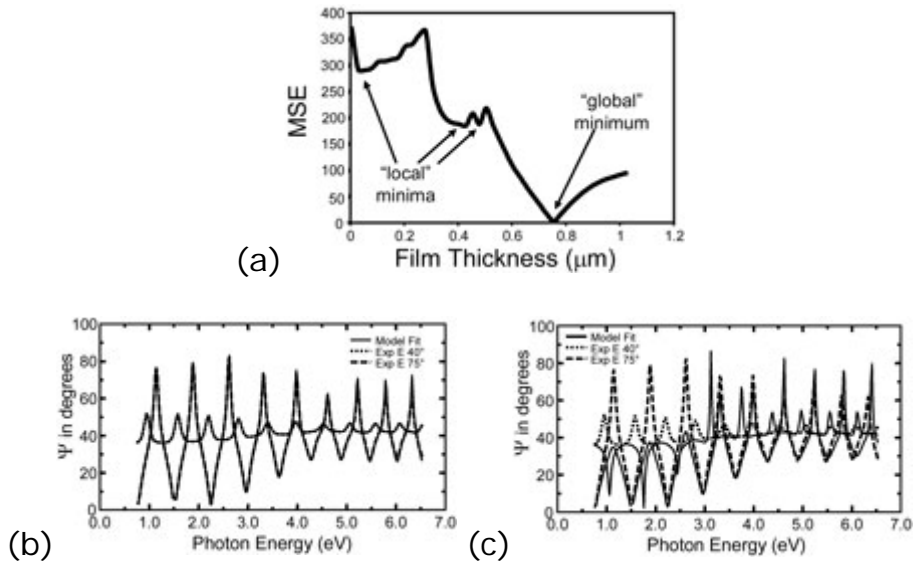 400
350
300
250
200
150
100
50
0
MSE
"global"
minimum
"local"
minima
0 0.2 0.4 0.6 0.8 1 1.2
Film Thickness (μm)
(a)
100
80
60
40
20
0
Ψ in degrees
Model Fit
Exp E 40°
Exp E 75°
0.0 1.0 2.0 3.0 4.0 5.0 6.0 7.0
Photon Energy (eV)
(b)
100
80
60
40
20
0
Ψ in degrees
Model Fit
Exp E 40°
Exp E 75°
0.0 1.0 2.0 3.0 4.0 5.0 6.0 7.0
Photon Energy (eV)
(c)